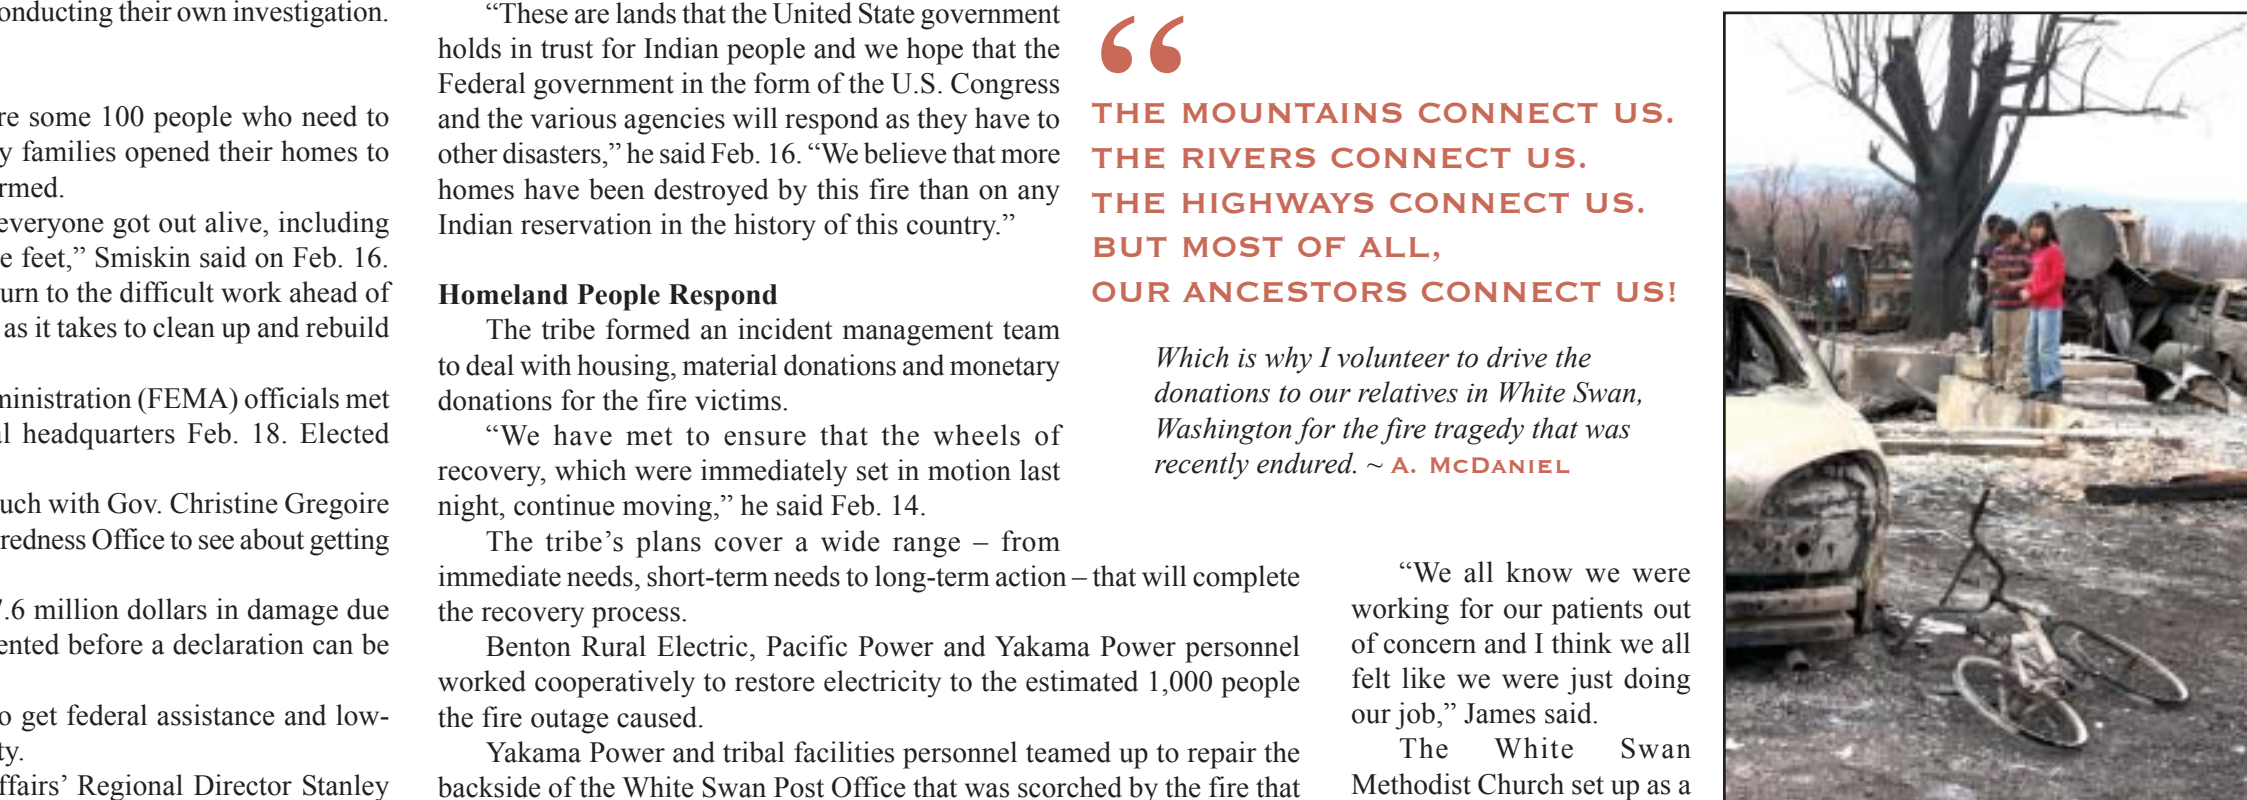 onducting their own investigation.
re some 100 people who need to
y families opened their homes to
rmed.
everyone got out alive, including
e feet,” Smiskin said on Feb. 16.
urn to the difficult work ahead of
as it takes to clean up and rebuild
ministration (FEMA) officials met
al headquarters Feb. 18. Elected
uch with Gov. Christine Gregoire
redness Office to see about getting
7.6 million dollars in damage due
ented before a declaration can be
o get federal assistance and low-
ty.
ffairs’ Regional Director Stanley
“These are lands that the United State government
holds in trust for Indian people and we hope that the
Federal government in the form of the U.S. Congress
and the various agencies will respond as they have to
other disasters,” he said Feb. 16. “We believe that more
homes have been destroyed by this fire than on any
Indian reservation in the history of this country.”
Homeland People Respond
The tribe formed an incident management team
to deal with housing, material donations and monetary
donations for the fire victims.
“We have met to ensure that the wheels of
recovery, which were immediately set in motion last
night, continue moving,” he said Feb. 14.
The tribe’s plans cover a wide range – from
immediate needs, short-term needs to long-term action – that will complete
the recovery process.
Benton Rural Electric, Pacific Power and Yakama Power personnel
worked cooperatively to restore electricity to the estimated 1,000 people
the fire outage caused.
Yakama Power and tribal facilities personnel teamed up to repair the
backside of the White Swan Post Office that was scorched by the fire that
“
THE MOUNTAINS CONNECT US.
THE RIVERS CONNECT US.
THE HIGHWAYS CONNECT US.
BUT MOST OF ALL,
OUR ANCESTORS CONNECT US!
Which is why I volunteer to drive the
donations to our relatives in White Swan,
Washington for the fire tragedy that was
recently endured. ~ A. McDANIEL
“We all know we were
working for our patients out
of concern and I think we all
felt like we were just doing
our job,” James said.
The White Swan
Methodist Church set up as a